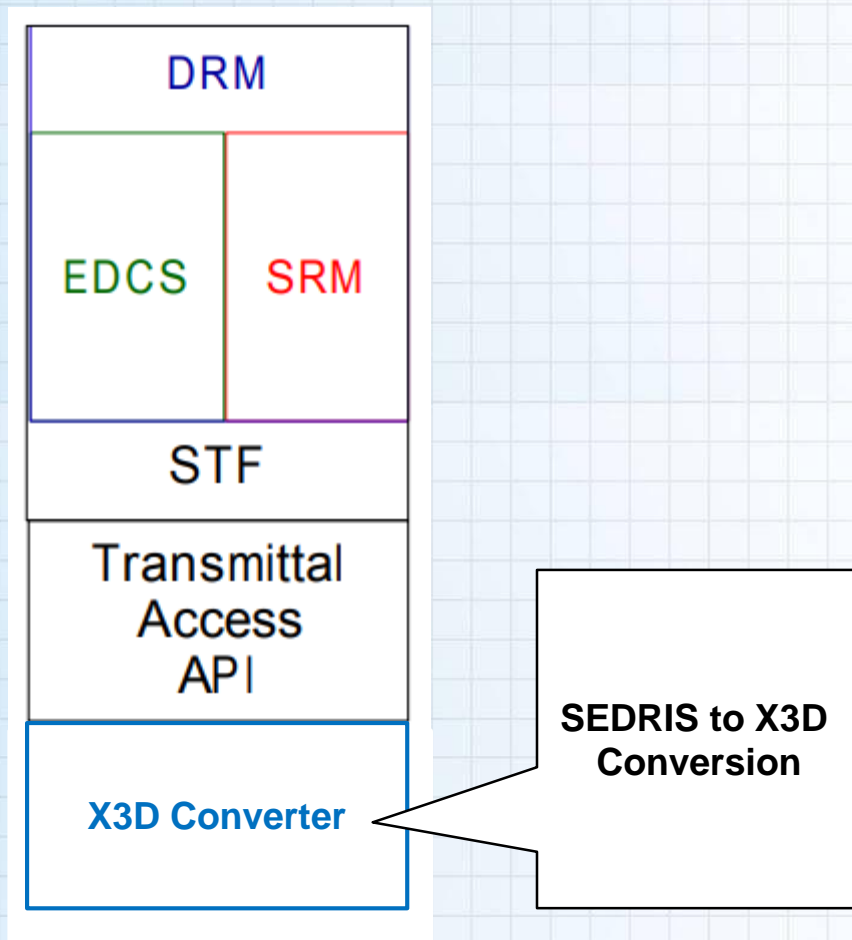 DRM
EDCS
SRM
STF
Transmittal
Access
API
X3D Converter
SEDRIS to X3D
Conversion